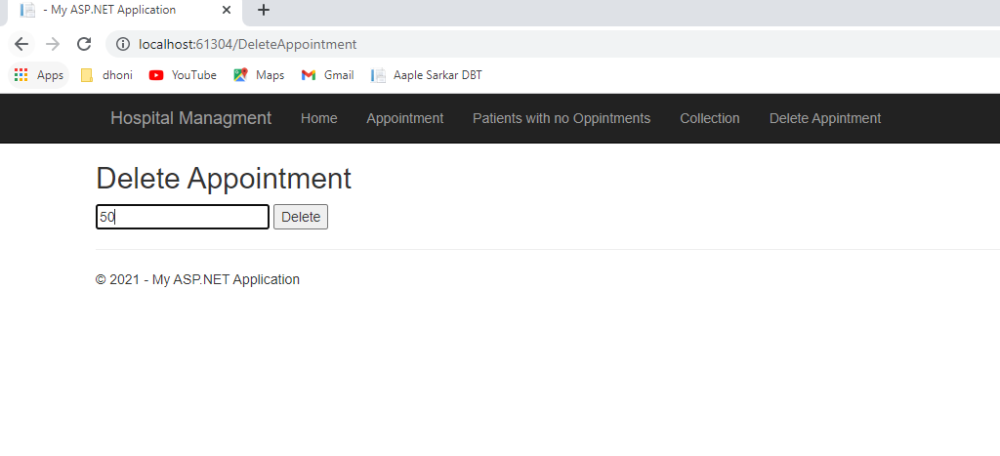 - My ASP.NET Application
localhost:61304/DeleteAppointment
Apps dhoni YouTube Maps Gmail Aaple Sarkar DBT
Hospital Managment Home Appointment Patients with no Oppintments Collection Delete Appintment
Delete Appointment
50 Delete
© 2021 - My ASP.NET Application